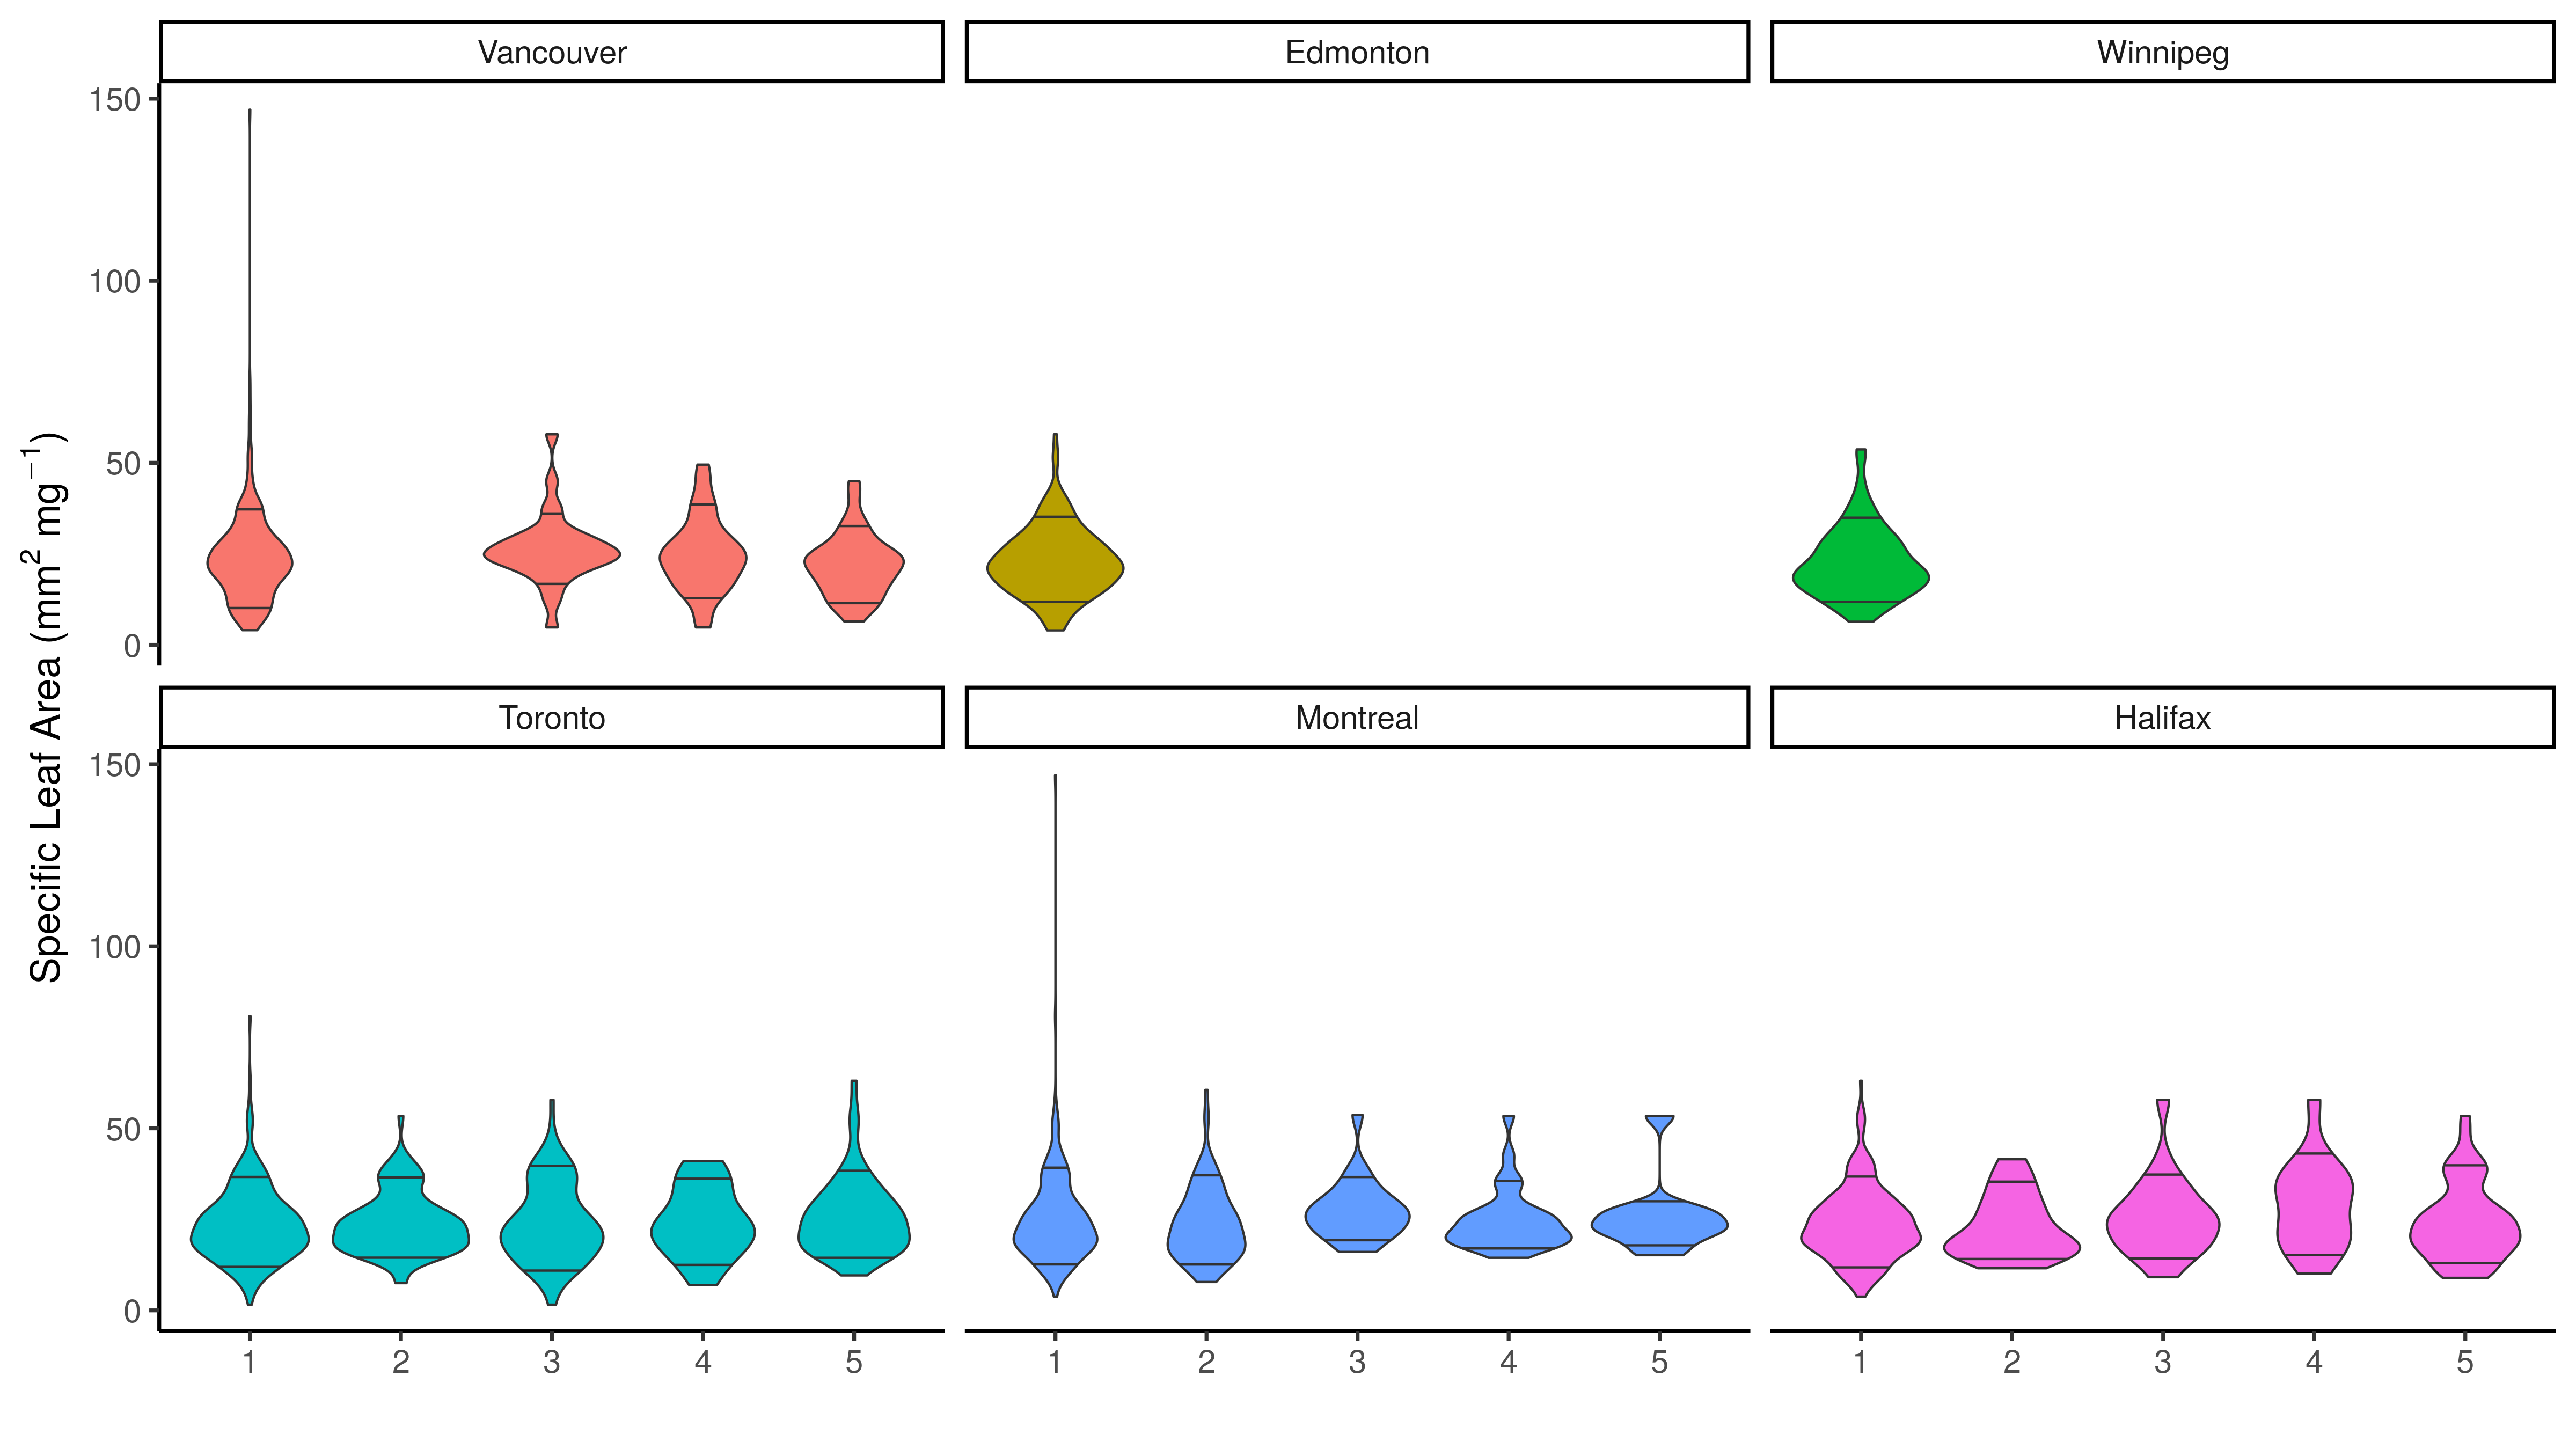 Vancouver
Edmonton
Winnipeg
150
100
50
0
Specific Leaf Area (mm² mg⁻¹)
Toronto
Montreal
Halifax
150
100
50
0
1 2 3 4 5
1 2 3 4 5
1 2 3 4 5